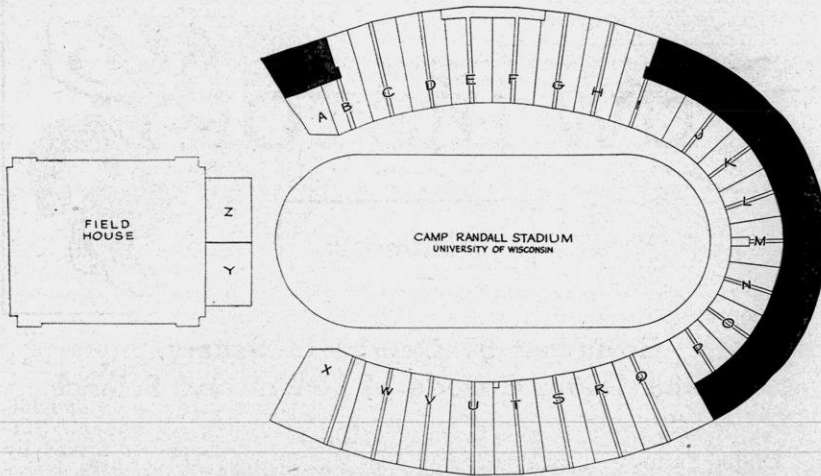 A
B
C
D
E
F
G
H
I
J
K
L
M
N
O
P
Q
R
S
T
U
V
W
X
Y
Z
FIELD
HOUSE
CAMP RANDALL STADIUM
UNIVERSITY OF WISCONSIN